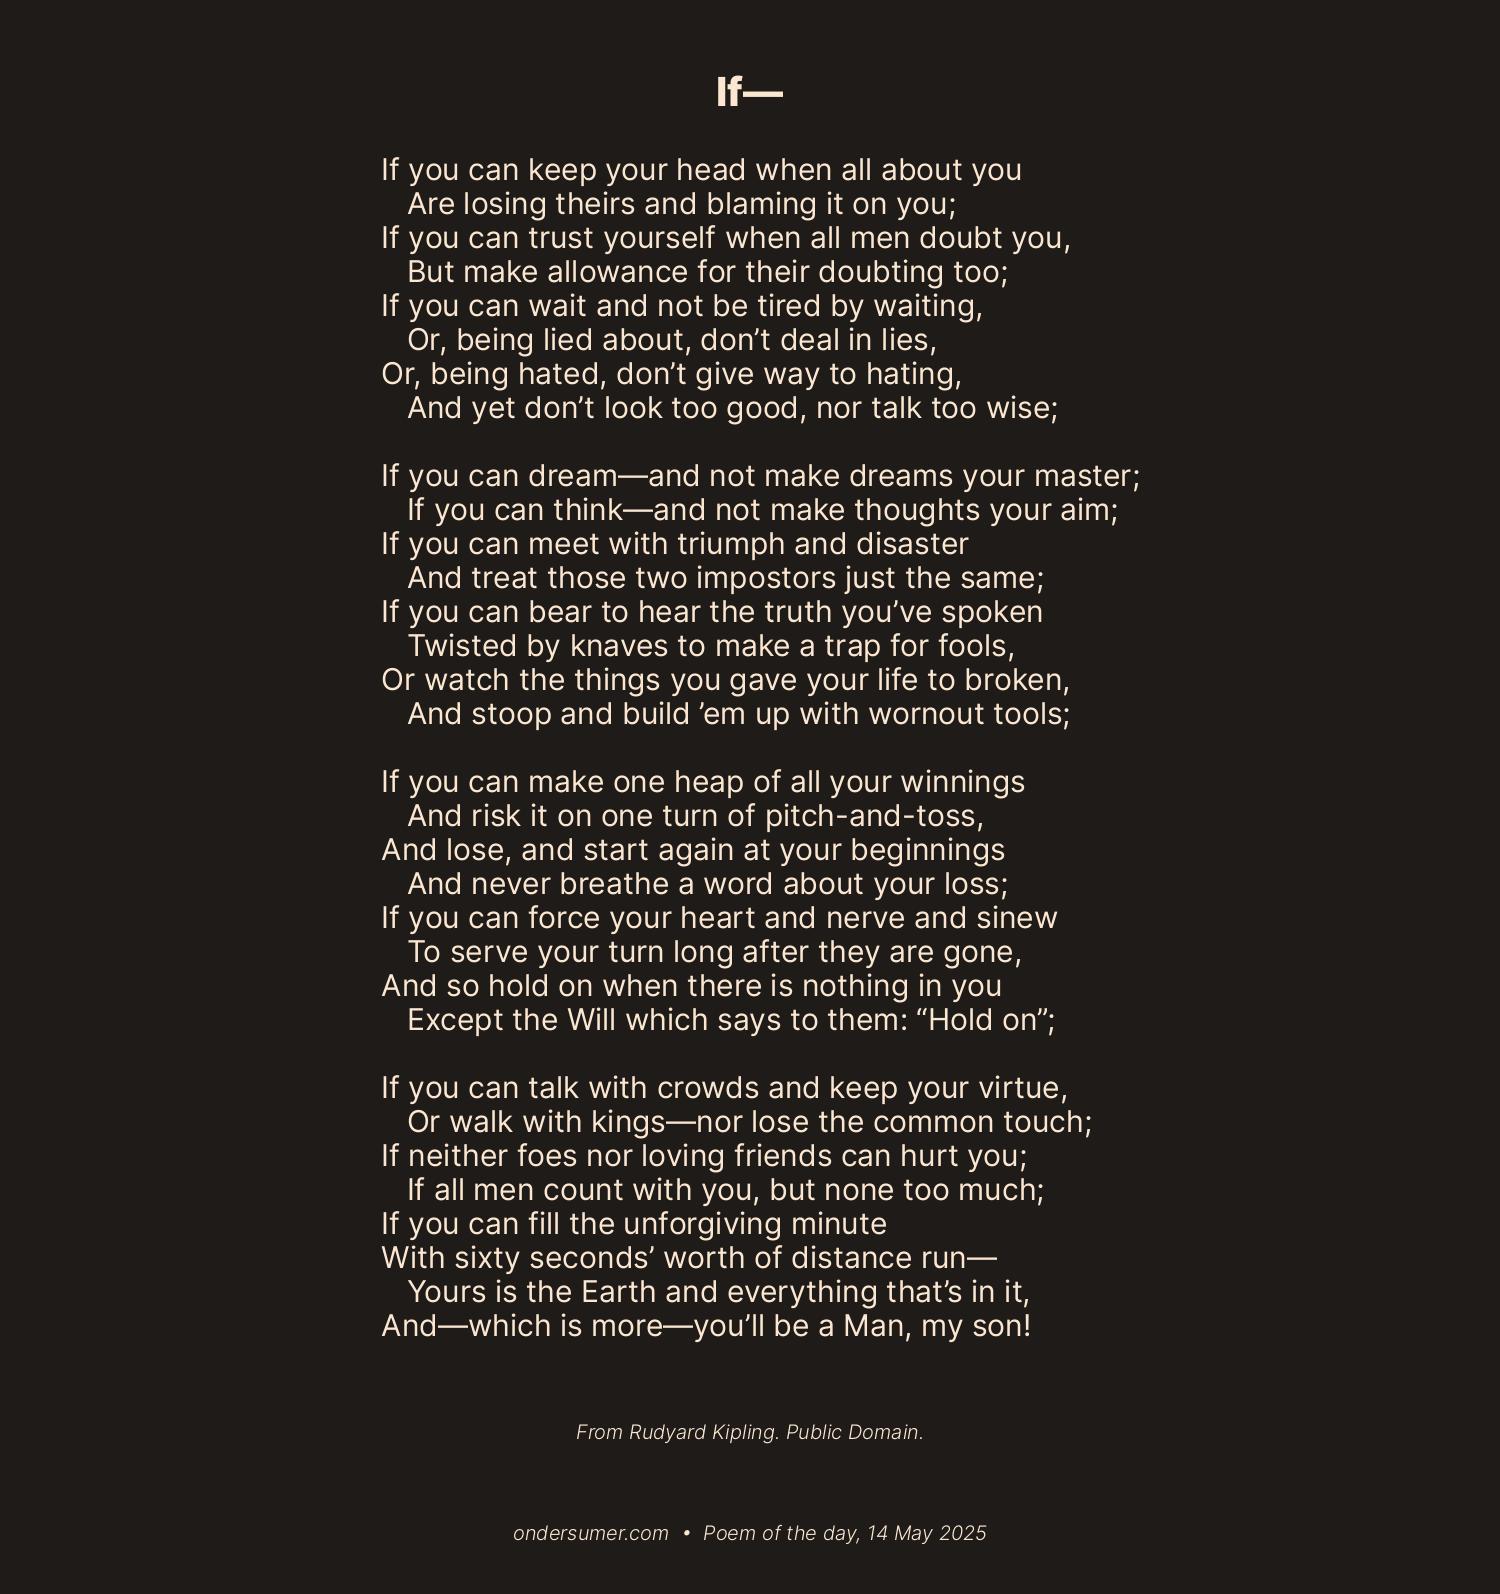 If—
If you can keep your head when all about you
Are losing theirs and blaming it on you;
If you can trust yourself when all men doubt you,
But make allowance for their doubting too;
If you can wait and not be tired by waiting,
Or, being lied about, don’t deal in lies,
Or, being hated, don’t give way to hating,
And yet don’t look too good, nor talk too wise;

If you can dream—and not make dreams your master;
If you can think—and not make thoughts your aim;
If you can meet with triumph and disaster
And treat those two impostors just the same;
If you can bear to hear the truth you’ve spoken
Twisted by knaves to make a trap for fools,
Or watch the things you gave your life to broken,
And stoop and build ’em up with wornout tools;

If you can make one heap of all your winnings
And risk it on one turn of pitch-and-toss,
And lose, and start again at your beginnings
And never breathe a word about your loss;
If you can force your heart and nerve and sinew
To serve your turn long after they are gone,
And so hold on when there is nothing in you
Except the Will which says to them: “Hold on”;

If you can talk with crowds and keep your virtue,
Or walk with kings—nor lose the common touch;
If neither foes nor loving friends can hurt you;
If all men count with you, but none too much;
If you can fill the unforgiving minute
With sixty seconds’ worth of distance run—
Yours is the Earth and everything that’s in it,
And—which is more—you’ll be a Man, my son!

From Rudyard Kipling. Public Domain.

ondersumer.com • Poem of the day, 14 May 2025